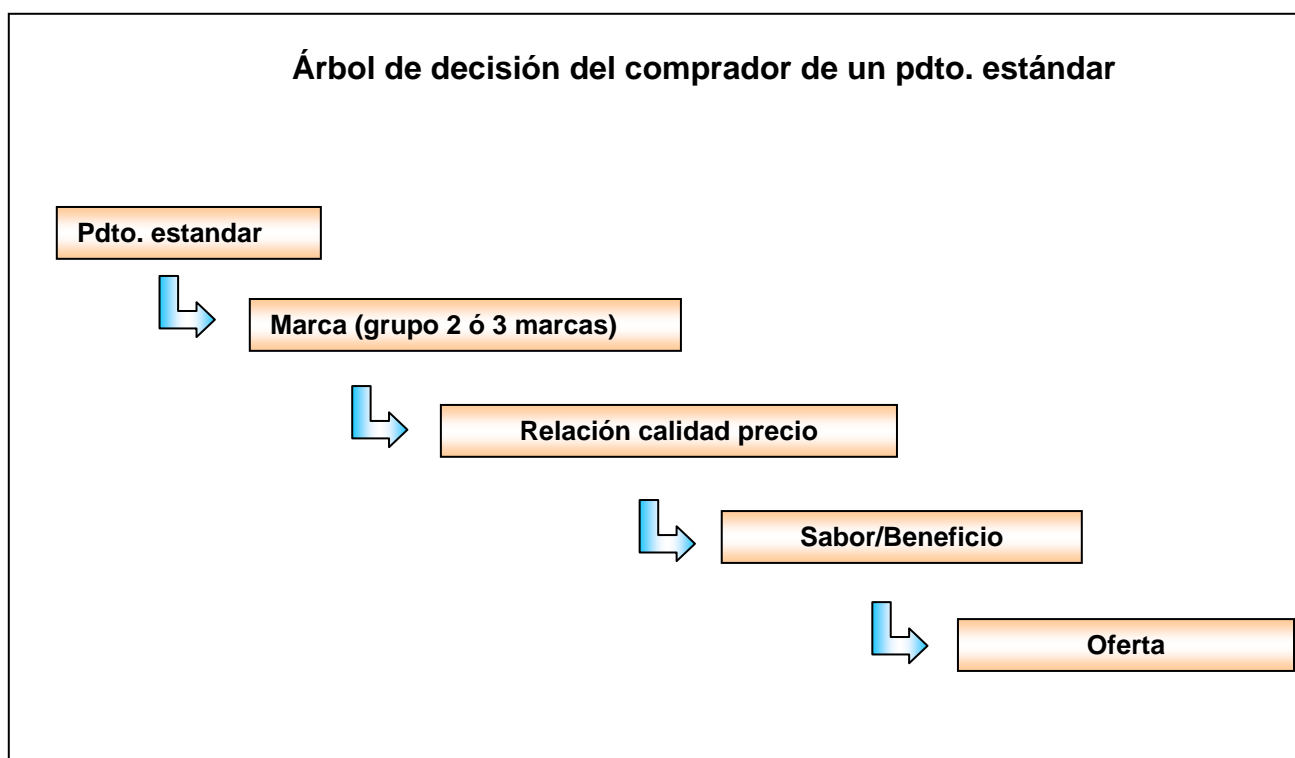 Árbol de decisión del comprador de un pdto. estándar
Pdto. estandar
Marca (grupo 2 ó 3 marcas)
Relación calidad precio
Sabor/Beneficio
Oferta